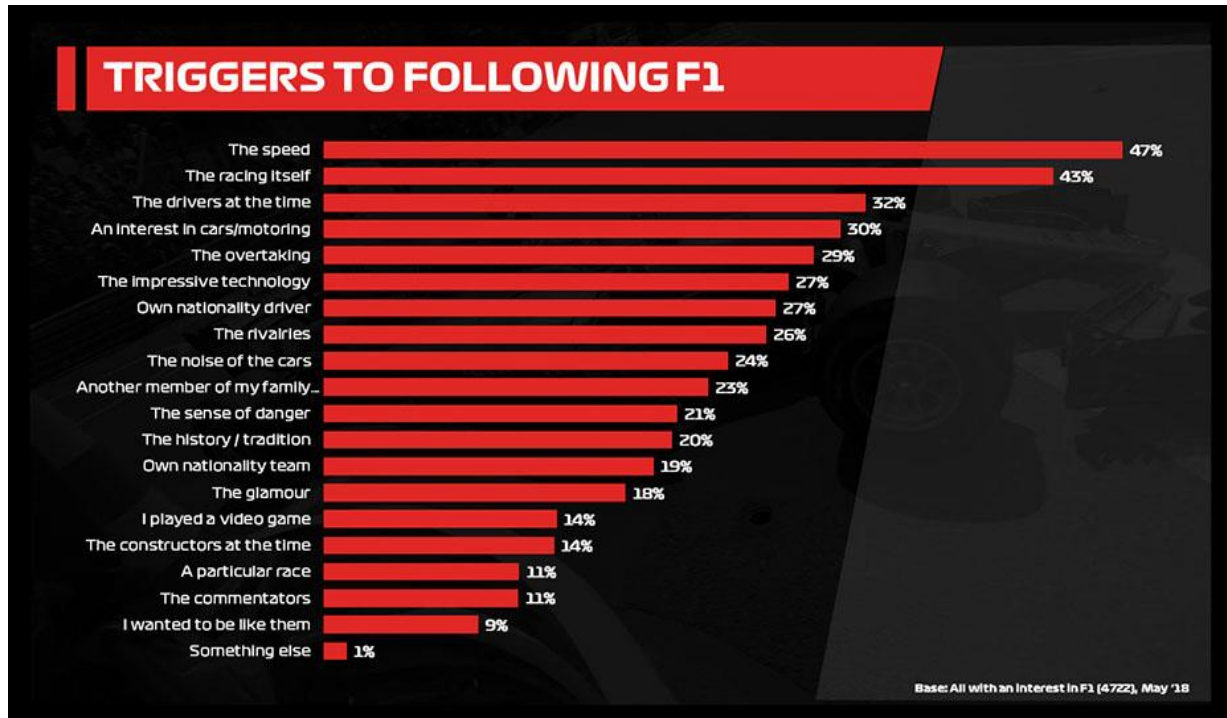 TRIGGERS TO FOLLOWING F1
The speed 47%
The racing itself 43%
The drivers at the time 32%
An interest in cars/motoring 30%
The overtaking 29%
The impressive technology 27%
Own nationality driver 27%
The rivalries 26%
The noise of the cars 24%
Another member of my family... 23%
The sense of danger 21%
The history / tradition 20%
Own nationality team 19%
The glamour 18%
I played a video game 14%
The constructors at the time 14%
A particular race 11%
The commentators 11%
I wanted to be like them 9%
Something else 1%
Base: All with an interest in F1 (4722), May '18